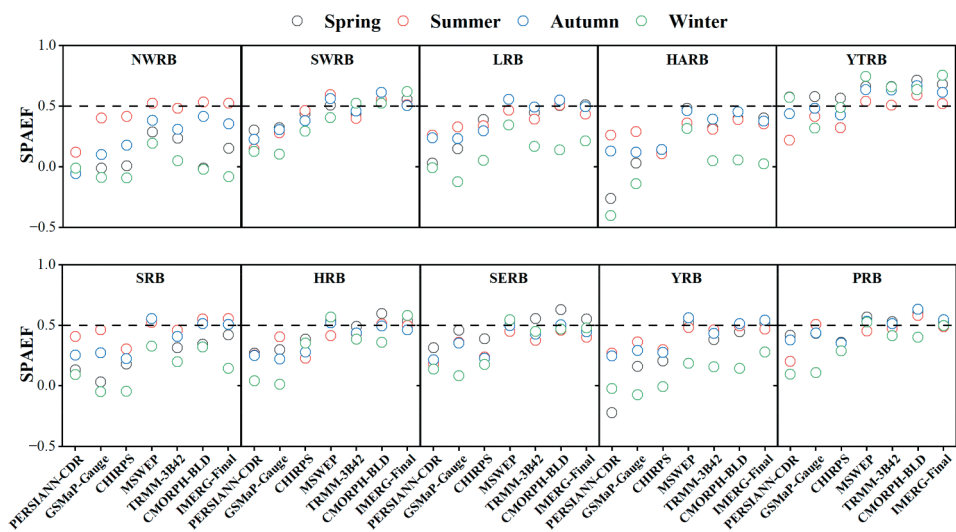 Spring Summer Autumn Winter
NWRB SWRB LRB HARB YTRB
SPAEF
1.0
0.5
0.0
−0.5
SRB HRB SERB YRB PRB
SPAEF
1.0
0.5
0.0
−0.5
PERSIANN-CDR
GSMaP-Gauge
CHIRPS
MSWEP
TRMM-3B42
CMORPH-BLD
IMERG-Final
PERSIANN-CDR
GSMaP-Gauge
CHIRPS
MSWEP
TRMM-3B42
CMORPH-BLD
IMERG-Final
PERSIANN-CDR
GSMaP-Gauge
CHIRPS
MSWEP
TRMM-3B42
CMORPH-BLD
IMERG-Final
PERSIANN-CDR
GSMaP-Gauge
CHIRPS
MSWEP
TRMM-3B42
CMORPH-BLD
IMERG-Final
PERSIANN-CDR
GSMaP-Gauge
CHIRPS
MSWEP
TRMM-3B42
CMORPH-BLD
IMERG-Final